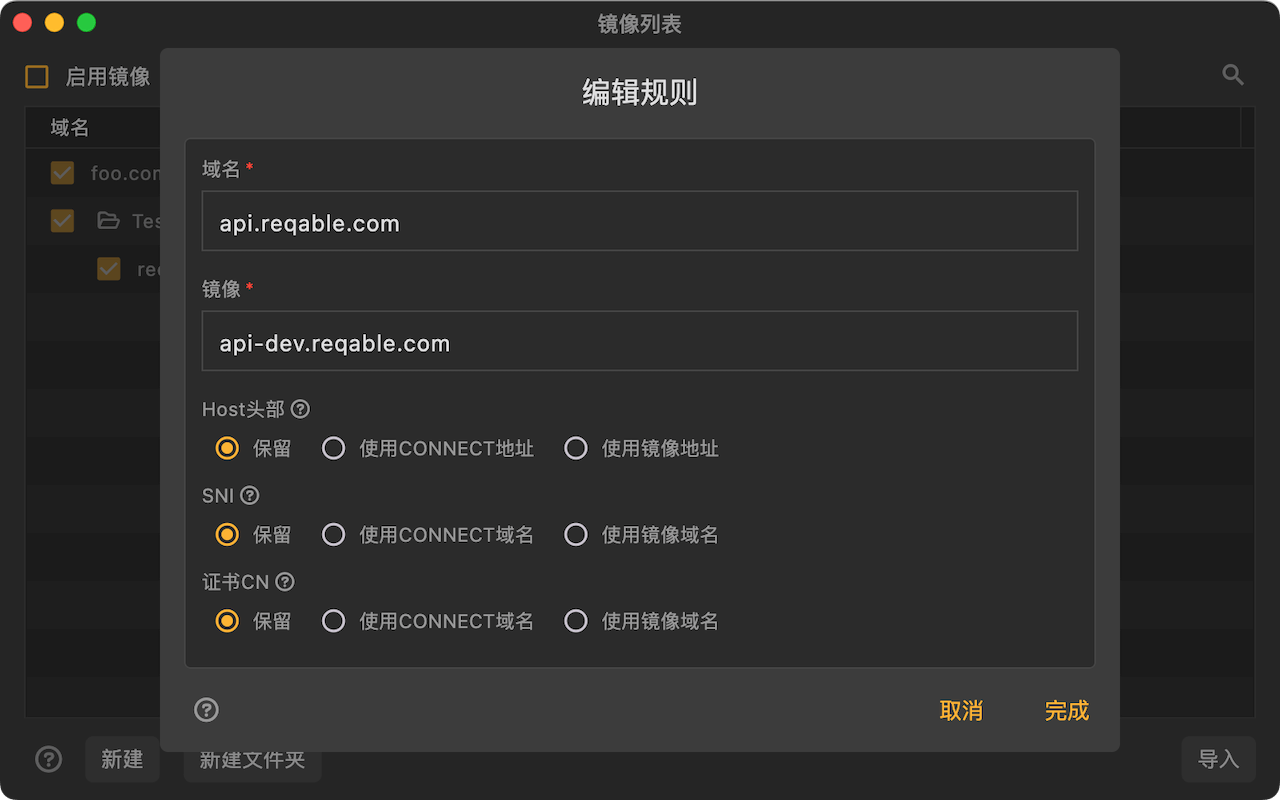 镜像列表
启用镜像
编辑规则
域名
foo.com
域名 *
api.reqable.com
镜像 *
api-dev.reqable.com
Host头部
保留 使用CONNECT地址 使用镜像地址
SNI
保留 使用CONNECT域名 使用镜像域名
证书CN
保留 使用CONNECT域名 使用镜像域名
取消 完成
新建 新建文件夹 导入